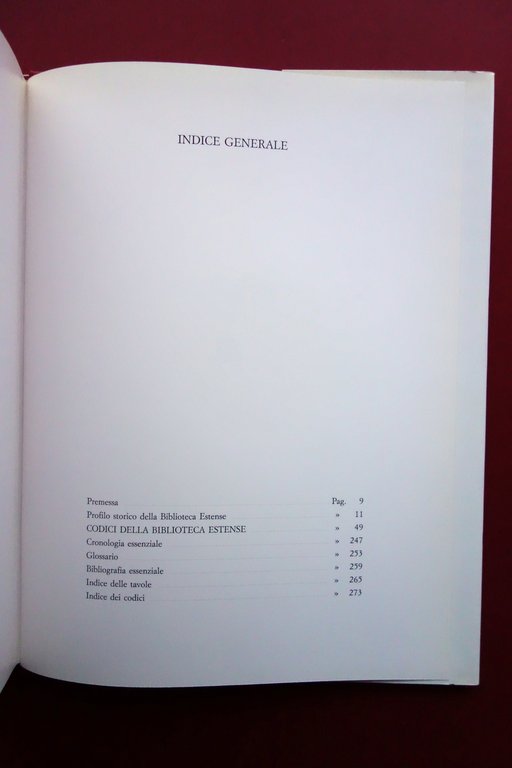 INDICE GENERALE
Premessa Pag. 9
Profilo storico della Biblioteca Estense » 11
CODICI DELLA BIBLIOTECA ESTENSE » 49
Cronologia essenziale » 247
Glossario » 253
Bibliografia essenziale » 259
Indice delle tavole » 265
Indice dei codici » 273